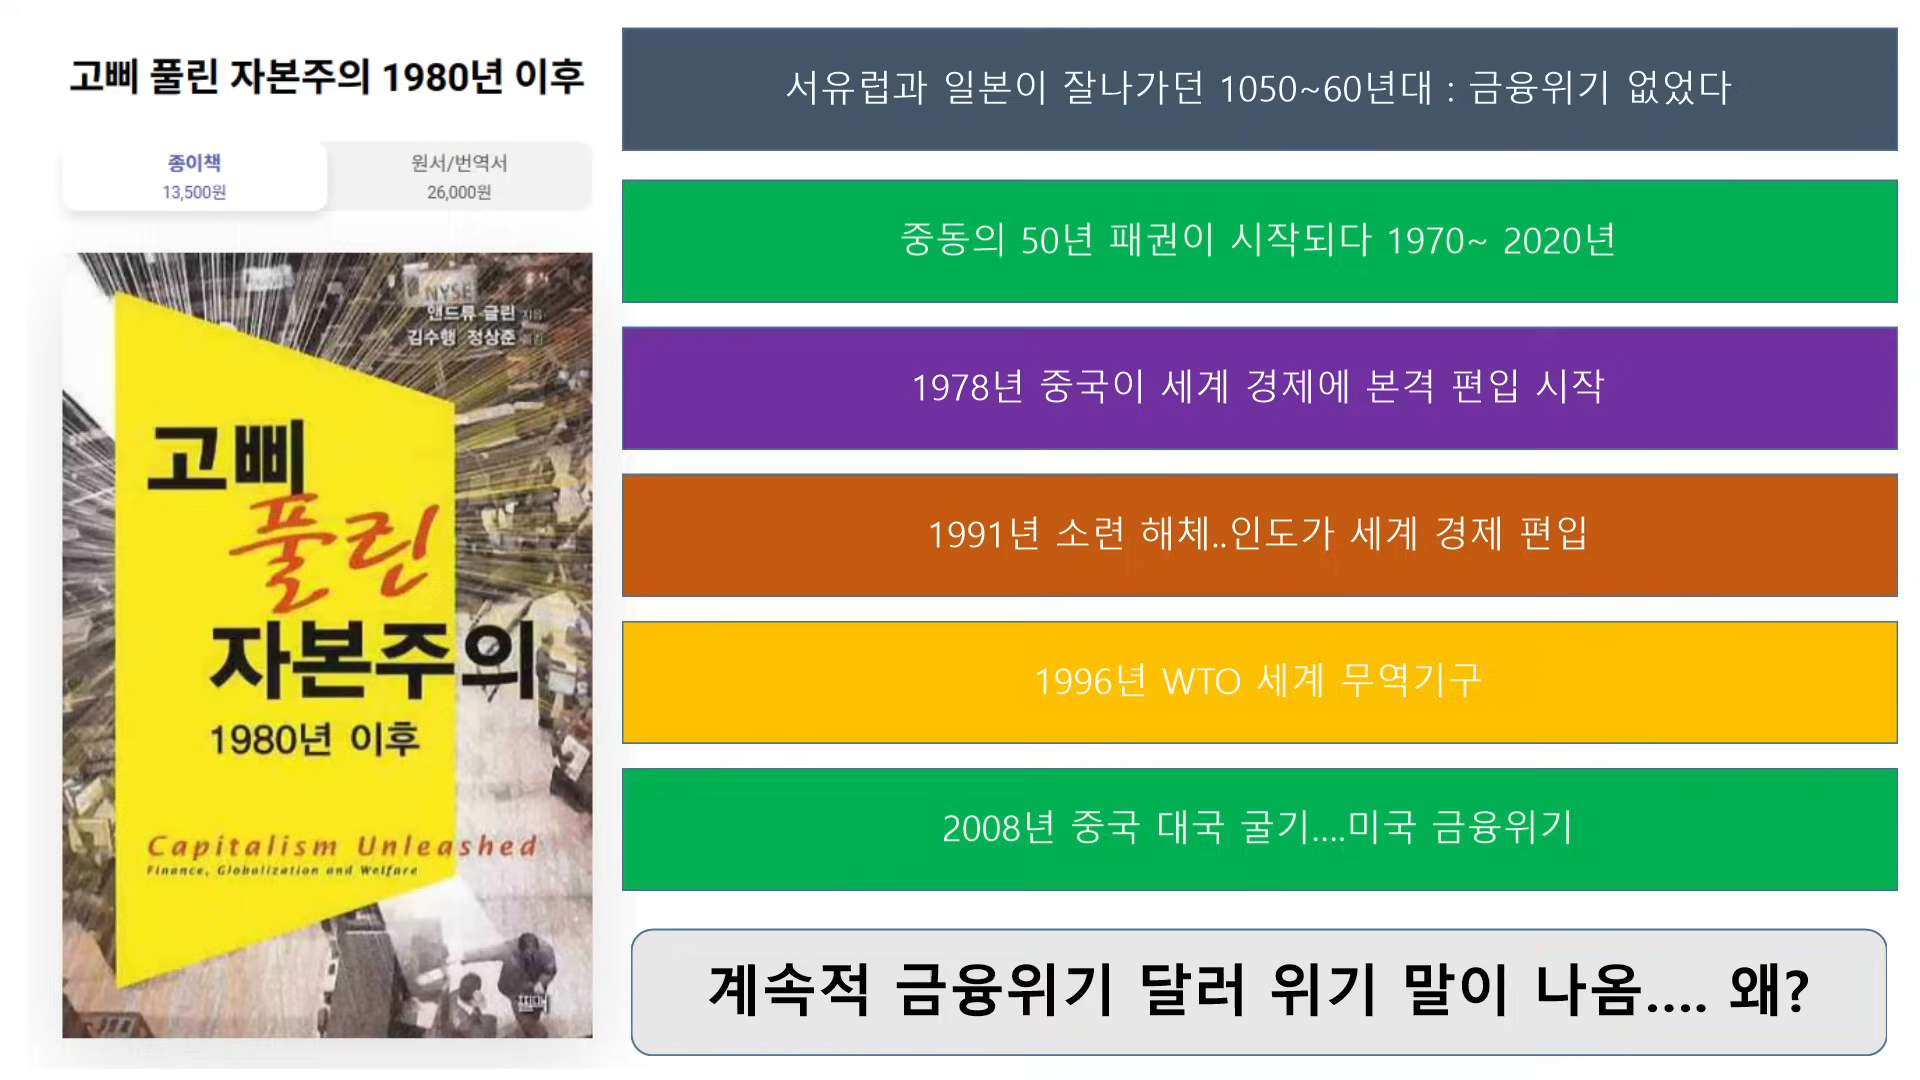 고삐 풀린 자본주의 1980년 이후
종이책
13,500원
원서/번역서
26,000원
NYSE
앤드류 글린 지음
김수행 정상준 옮김
고삐
풀린
자본주의
1980년 이후
Capitalism Unleashed
Finance, Globalization and Welfare
필맥
서유럽과 일본이 잘나가던 1050~60년대 : 금융위기 없었다
중동의 50년 패권이 시작되다 1970~ 2020년
1978년 중국이 세계 경제에 본격 편입 시작
1991년 소련 해체..인도가 세계 경제 편입
1996년 WTO 세계 무역기구
2008년 중국 대국 굴기....미국 금융위기
계속적 금융위기 달러 위기 말이 나옴.... 왜?